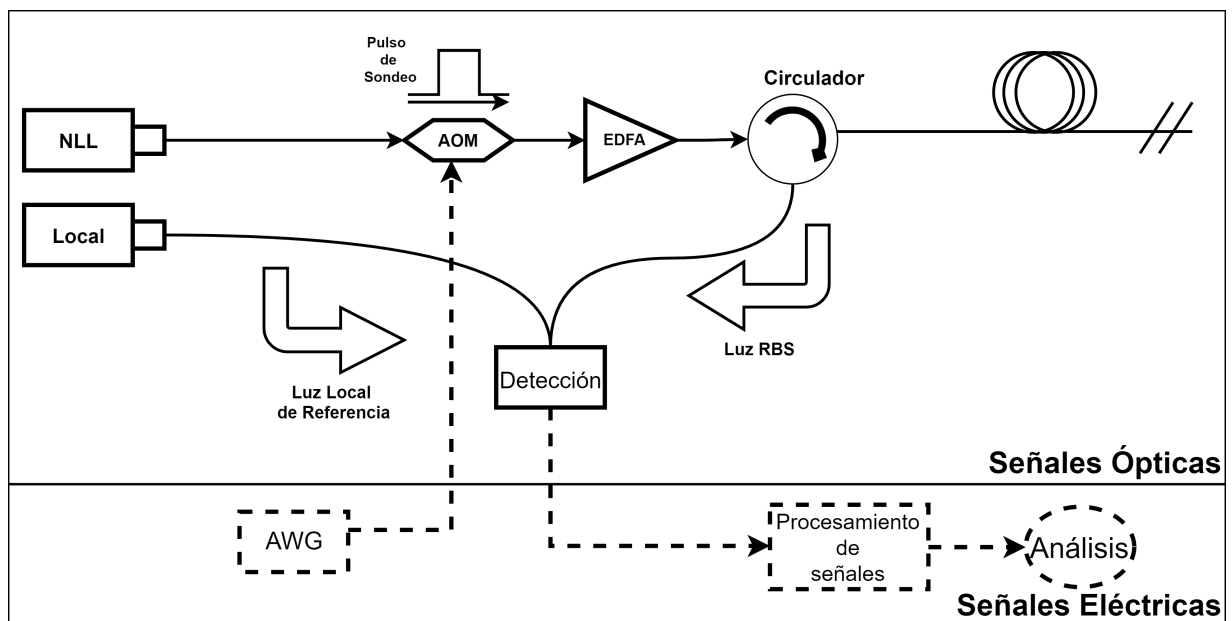 Pulso
de
Sondeo
Circulador
NLL
AOM
EDFA
Local
Luz RBS
Detección
Luz Local
de Referencia
Señales Ópticas
AWG
Procesamiento
de
señales
Análisis
Señales Eléctricas